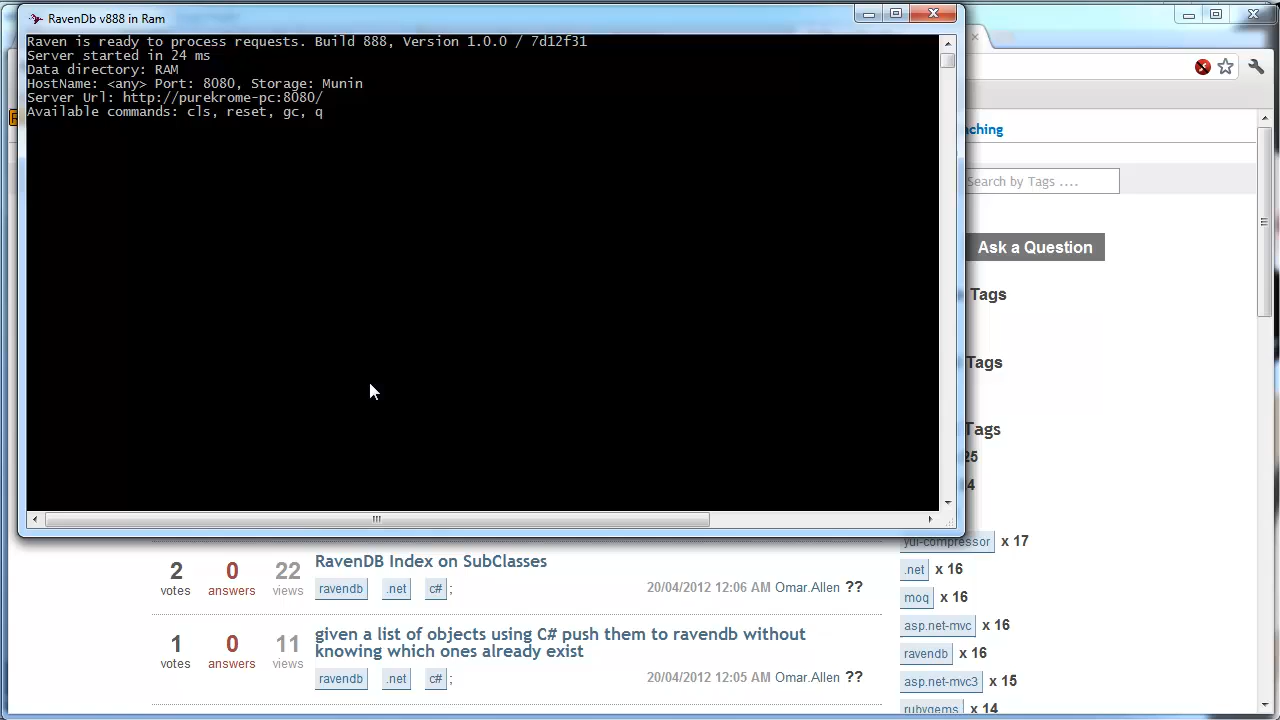 RavenDb v888 in Ram
Raven is ready to process requests. Build 888, Version 1.0.0 / 7d12f31
Server started in 24 ms
Data directory: RAM
HostName: <any> Port: 8080, Storage: Munin
Server Url: http://purekrome-pc:8080/
Available commands: cls, reset, gc, q
aching
Search by Tags ....
Ask a Question
Tags
Tags
Tags
25
4
yui-compressor x 17
.net x 16
moq x 16
asp.net-mvc x 16
ravendb x 16
asp.net-mvc3 x 15
rubygems x 14
2 votes 0 answers 22 views
RavenDB Index on SubClasses
ravendb .net c# ;
20/04/2012 12:06 AM Omar.Allen ??
1 votes 0 answers 11 views
given a list of objects using C# push them to ravendb without
knowing which ones already exist
ravendb .net c# ;
20/04/2012 12:05 AM Omar.Allen ??